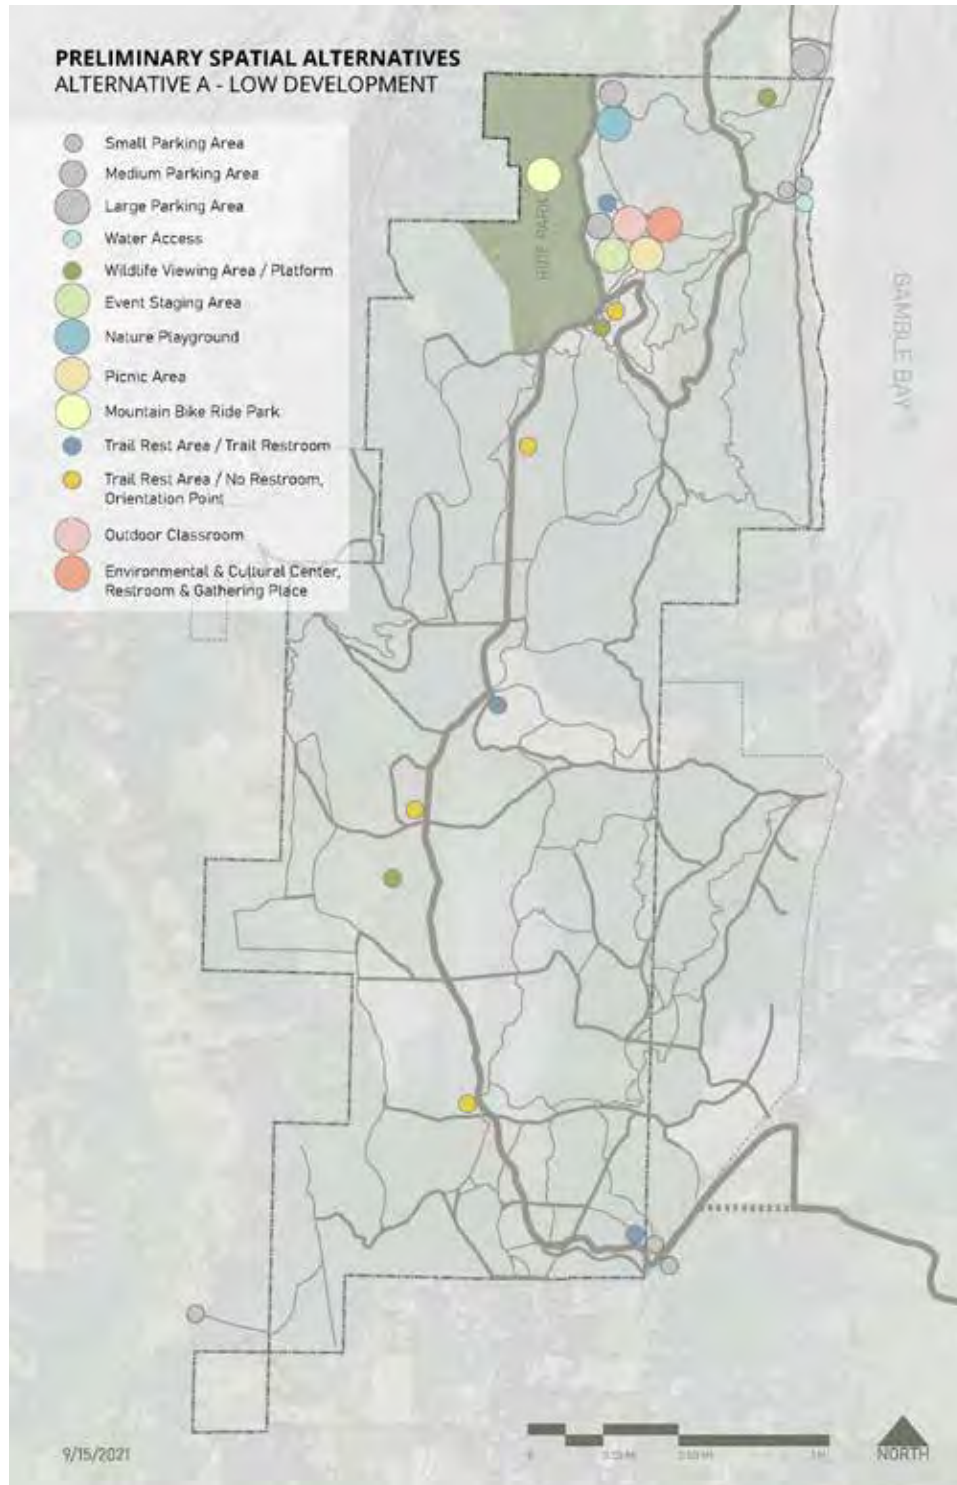 PRELIMINARY SPATIAL ALTERNATIVES
ALTERNATIVE A - LOW DEVELOPMENT
Small Parking Area
Medium Parking Area
Large Parking Area
Water Access
Wildlife Viewing Area / Platform
Event Staging Area
Nature Playground
Picnic Area
Mountain Bike Ride Park
Trail Rest Area / Trail Restroom
Trail Rest Area / No Restroom,
Orientation Point
Outdoor Classroom
Environmental & Cultural Center,
Restroom & Gathering Place
RIDE PARK
GAMBLE BAY
9/15/2021
0
NORTH